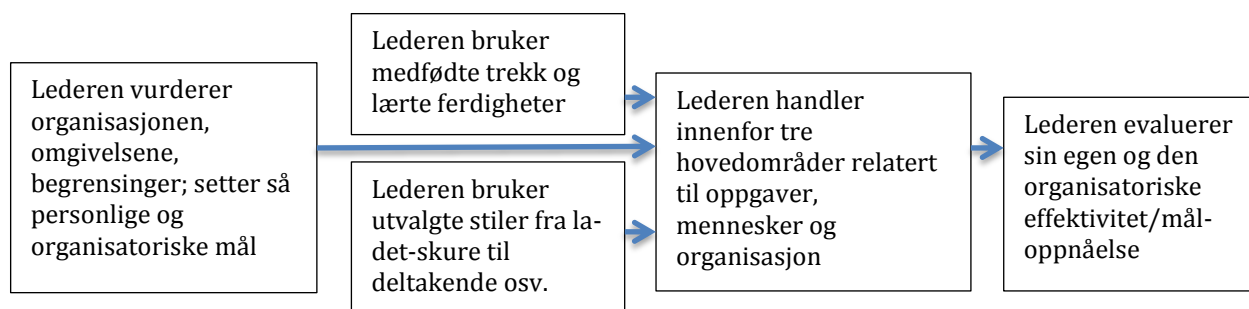 Lederen vurderer
organisasjonen,
omgivelsene,
begrensinger; setter så
personlige og
organisatoriske mål
Lederen bruker
medfødte trekk og
lærte ferdigheter
Lederen bruker
utvalgte stiler fra la-
det-skure til
deltakende osv.
Lederen handler
innenfor tre
hovedområder relatert
til oppgaver,
mennesker og
organisasjon
Lederen evaluerer
sin egen og den
organisatoriske
effektivitet/mål-
oppnåelse